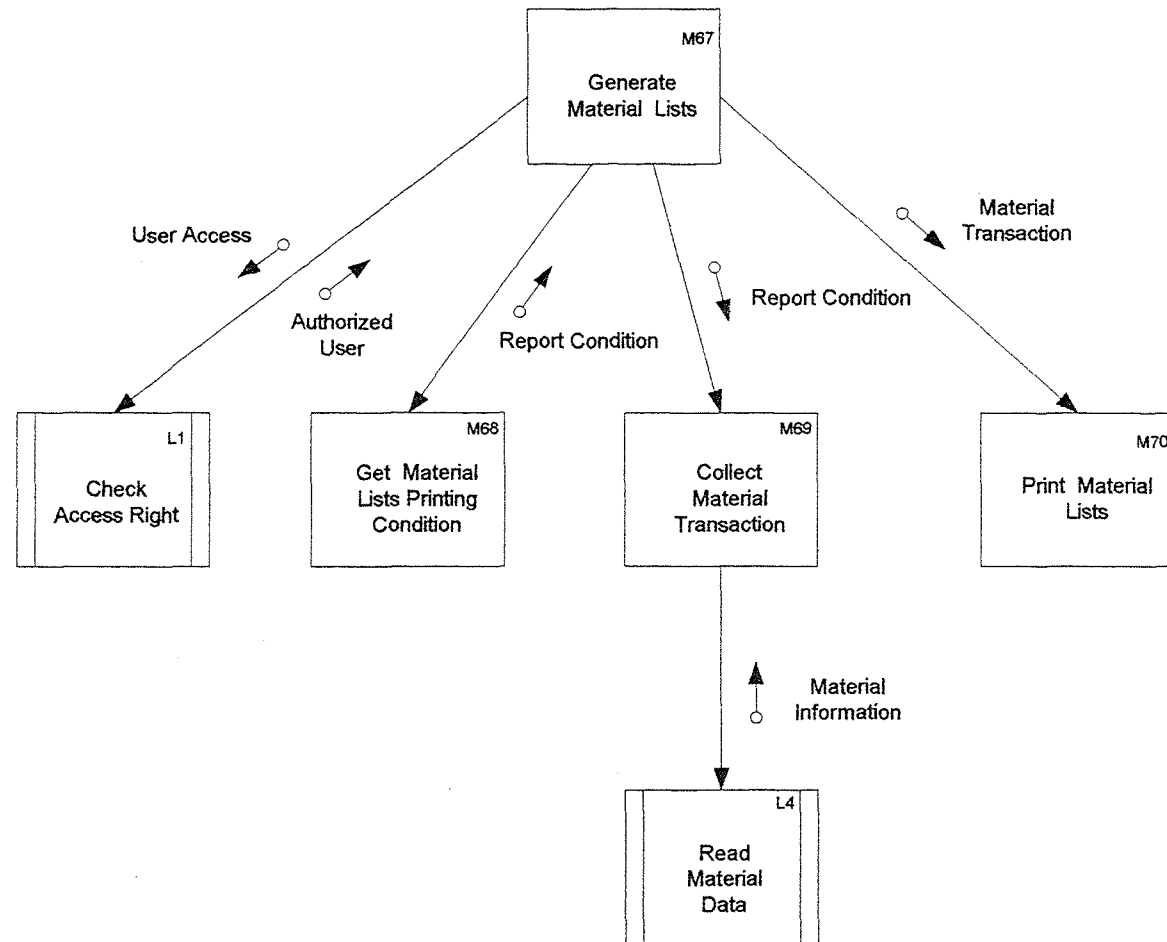 M67
Generate
Material Lists
User Access
Authorized
User
Report Condition
Report Condition
Material
Transaction
L1
Check
Access Right
M68
Get Material
Lists Printing
Condition
M69
Collect
Material
Transaction
M70
Print Material
Lists
Material
Information
L4
Read
Material
Data